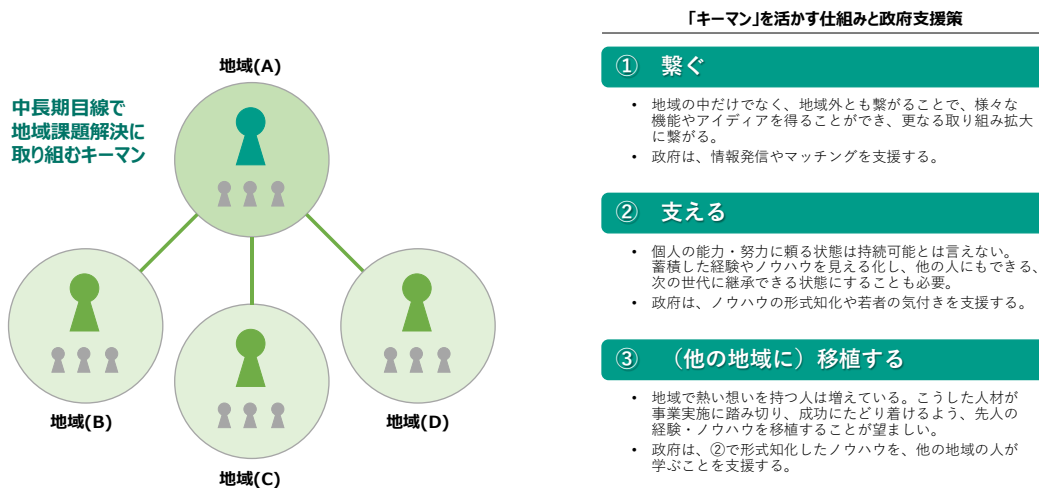 地域(A)
中長期目線で
地域課題解決に
取り組むキーマン
地域(B)
地域(C)
地域(D)
「キーマン」を活かす仕組みと政府支援策
① 繋ぐ
• 地域の中だけでなく、地域外とも繋がることで、様々な
機能やアイディアを得ることができ、更なる取り組み拡大
に繋がる。
• 政府は、情報発信やマッチングを支援する。
② 支える
• 個人の能力・努力に頼る状態は持続可能とは言えない。
蓄積した経験やノウハウを見える化し、他の人にもできる、
次の世代に継承できる状態にすることも必要。
• 政府は、ノウハウの形式知化や若者の気付きを支援する。
③ （他の地域に）移植する
• 地域で熱い想いを持つ人は増えている。こうした人材が
事業実施に踏み切り、成功にたどり着けるよう、先人の
経験・ノウハウを移植することが望ましい。
• 政府は、②で形式知化したノウハウを、他の地域の人が
学ぶことを支援する。